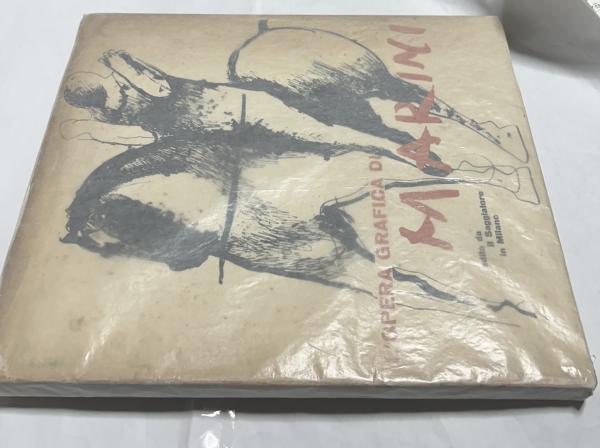 L'OPERA GRAFICA DI
MARINI
edita da
il Saggiatore
in Milano